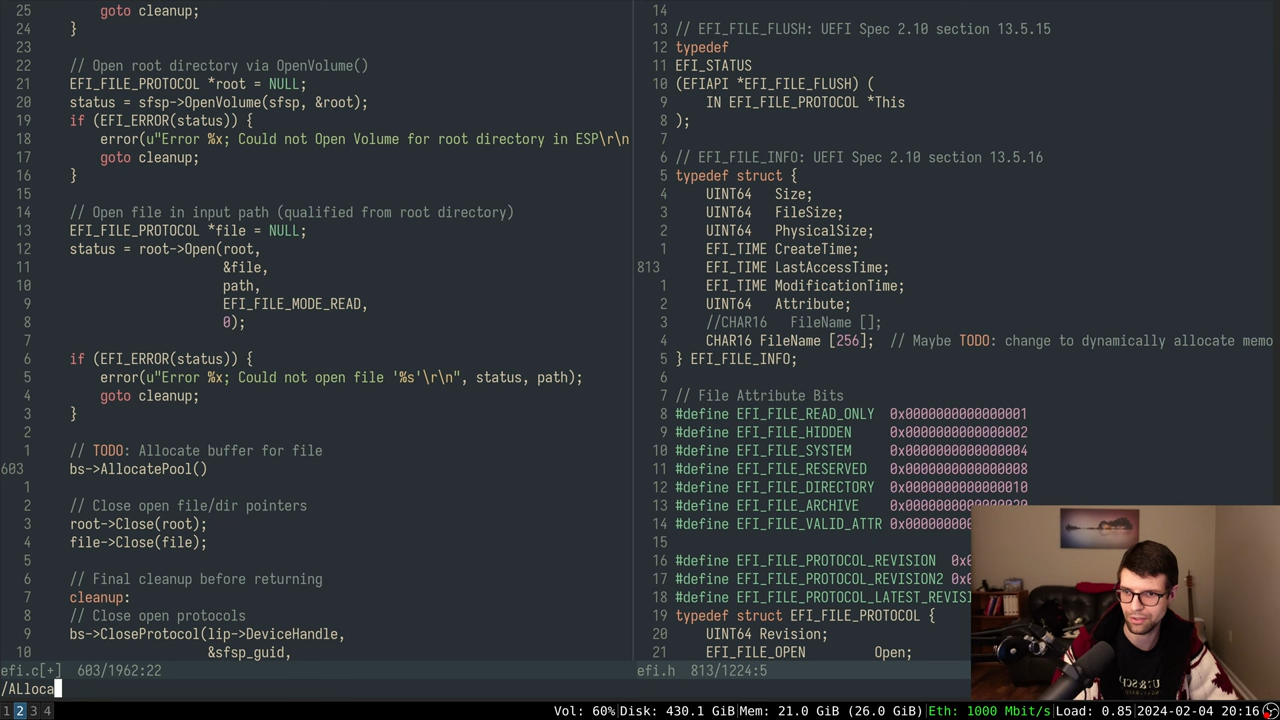 25         goto cleanup;
24     }
23
22     // Open root directory via OpenVolume()
21     EFI_FILE_PROTOCOL *root = NULL;
20     status = sfsp->OpenVolume(sfsp, &root);
19     if (EFI_ERROR(status)) {
18         error(u"Error %x; Could not Open Volume for root directory in ESP\r\n
17         goto cleanup;
16     }
15
14     // Open file in input path (qualified from root directory)
13     EFI_FILE_PROTOCOL *file = NULL;
12     status = root->Open(root,
11                         &file,
10                         path,
9                         EFI_FILE_MODE_READ,
8                         0);
7
6     if (EFI_ERROR(status)) {
5         error(u"Error %x; Could not open file '%s'\r\n", status, path);
4         goto cleanup;
3     }
2
1     // TODO: Allocate buffer for file
603     bs->AllocatePool()
1
2     // Close open file/dir pointers
3     root->Close(root);
4     file->Close(file);
5
6     // Final cleanup before returning
7     cleanup:
8     // Close open protocols
9     bs->CloseProtocol(lip->DeviceHandle,
10                       &sfsp_guid,
efi.c[+]  603/1962:22
/ALloca
14
13 // EFI_FILE_FLUSH: UEFI Spec 2.10 section 13.5.15
12 typedef
11 EFI_STATUS
10 (EFIAPI *EFI_FILE_FLUSH) (
9     IN EFI_FILE_PROTOCOL *This
8 );
7
6 // EFI_FILE_INFO: UEFI Spec 2.10 section 13.5.16
5 typedef struct {
4     UINT64   Size;
3     UINT64   FileSize;
2     UINT64   PhysicalSize;
1     EFI_TIME CreateTime;
813     EFI_TIME LastAccessTime;
1     EFI_TIME ModificationTime;
2     UINT64   Attribute;
3     //CHAR16   FileName [];
4     CHAR16 FileName [256];  // Maybe TODO: change to dynamically allocate memo
5 } EFI_FILE_INFO;
6
7 // File Attribute Bits
8 #define EFI_FILE_READ_ONLY  0x0000000000000001
9 #define EFI_FILE_HIDDEN     0x0000000000000002
10 #define EFI_FILE_SYSTEM     0x0000000000000004
11 #define EFI_FILE_RESERVED   0x0000000000000008
12 #define EFI_FILE_DIRECTORY  0x0000000000000010
13 #define EFI_FILE_ARCHIVE    0x0000000000000020
14 #define EFI_FILE_VALID_ATTR 0x00000000
15
16 #define EFI_FILE_PROTOCOL_REVISION  0x0
17 #define EFI_FILE_PROTOCOL_REVISION2 0x0
18 #define EFI_FILE_PROTOCOL_LATEST_REVISI
19 typedef struct EFI_FILE_PROTOCOL {
20     UINT64 Revision;
21     EFI_FILE_OPEN         Open;
efi.h  813/1224:5
1 2 3 4
Vol: 60%|Disk: 430.1 GiB|Mem: 21.0 GiB (26.0 GiB)|Eth: 1000 Mbit/s|Load: 0.85|2024-02-04 20:16